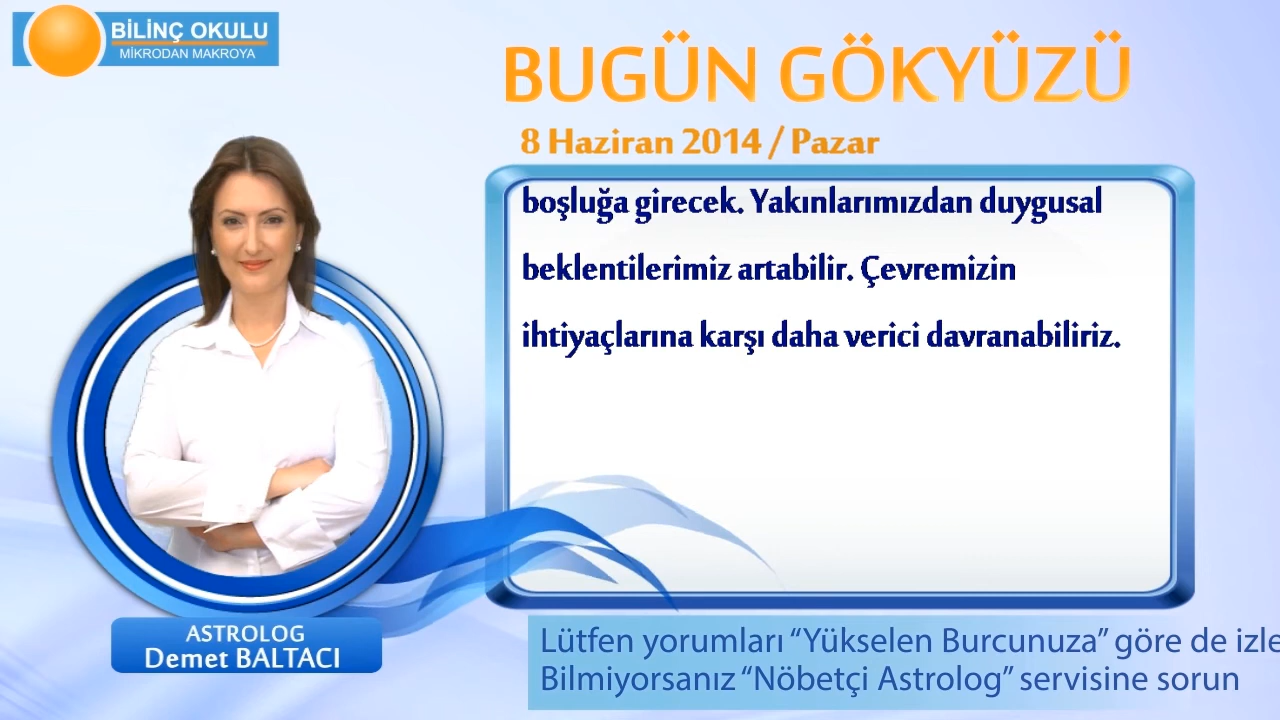 BİLİNÇ OKULU
MİKRODAN MAKROYA
BUGÜN GÖKYÜZÜ
8 Haziran 2014 / Pazar
boşluğa girecek. Yakınlarımızdan duygusal
beklentilerimiz artabilir. Çevremizin
ihtiyaçlarına karşı daha verici davranabiliriz.
ASTROLOG
Demet BALTACI
Lütfen yorumları “Yükselen Burcunuza” göre de izle
Bilmiyorsanız “Nöbetçi Astrolog” servisine sorun